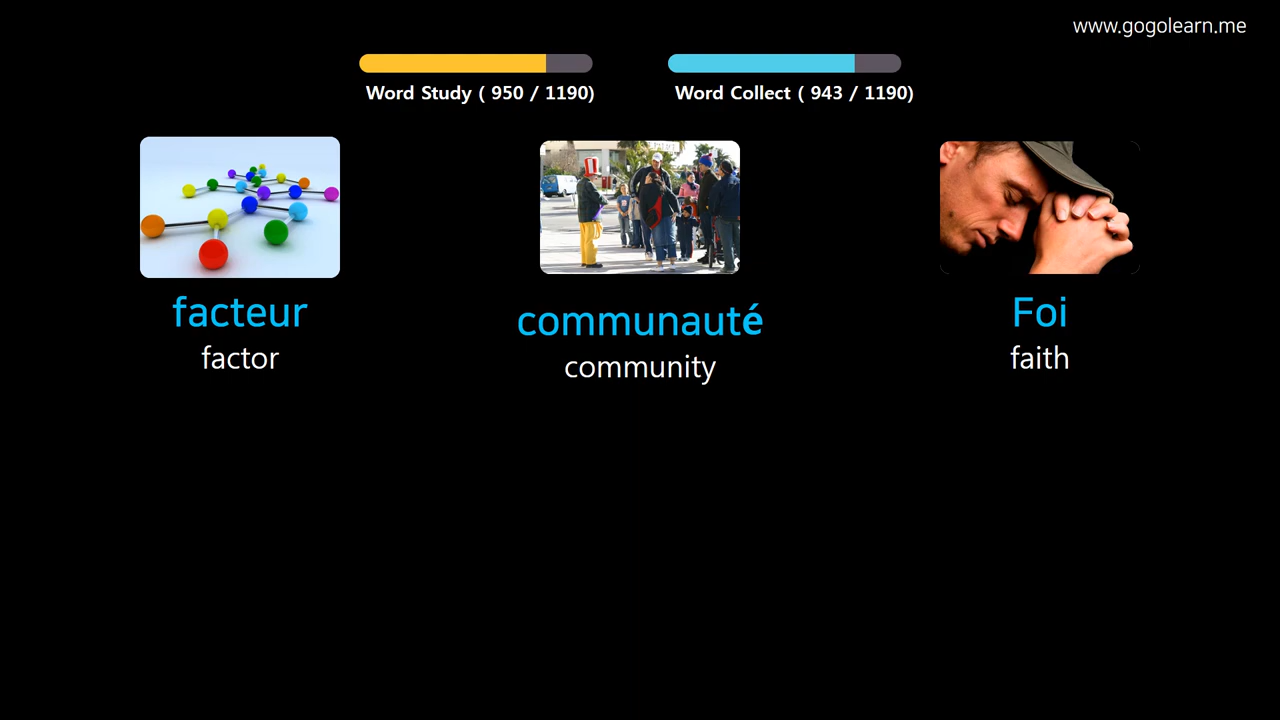 www.gogolearn.me
Word Study ( 950 / 1190)
Word Collect ( 943 / 1190)
facteur
factor
communauté
community
Foi
faith